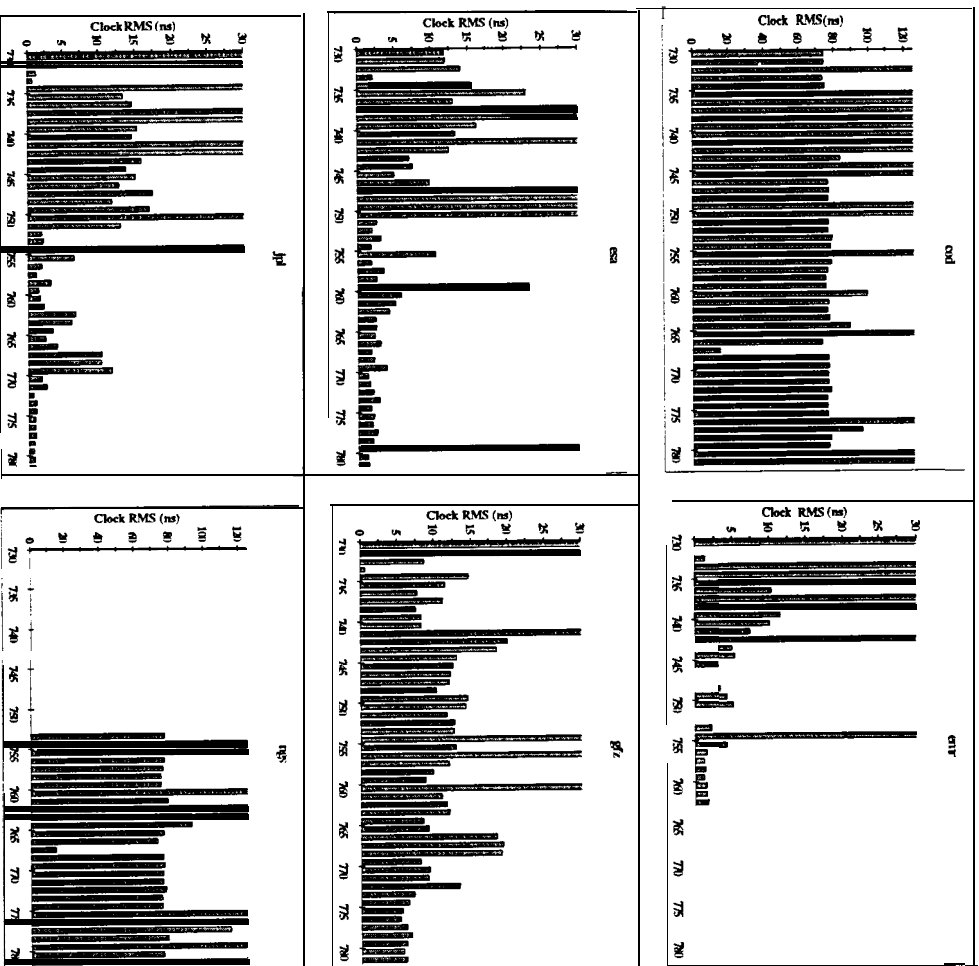 Clock RMS (ns)
0 5 10 15 20 25 30
735 740 745 750 755 760 765 770 775
jpl
Clock RMS (ns)
0 5 10 15 20 25 30
730 735 740 745 750 755 760 765 770 775 780
esa
Clock RMS(ns)
0 20 40 60 80 100 120
730 735 740 745 750 755 760 765 770 775 780
cod
Clock RMS (ns)
0 20 40 60 80 100 120
730 735 740 745 750 755 760 765 770
ngs
Clock RMS (ns)
0 5 10 15 20 25 30
735 740 745 750 755 760 765 770 775 780
gfz
Clock RMS (ns)
5 10 15 20 25 30
730 735 740 745 750 755 760 765 770 775 780
emr